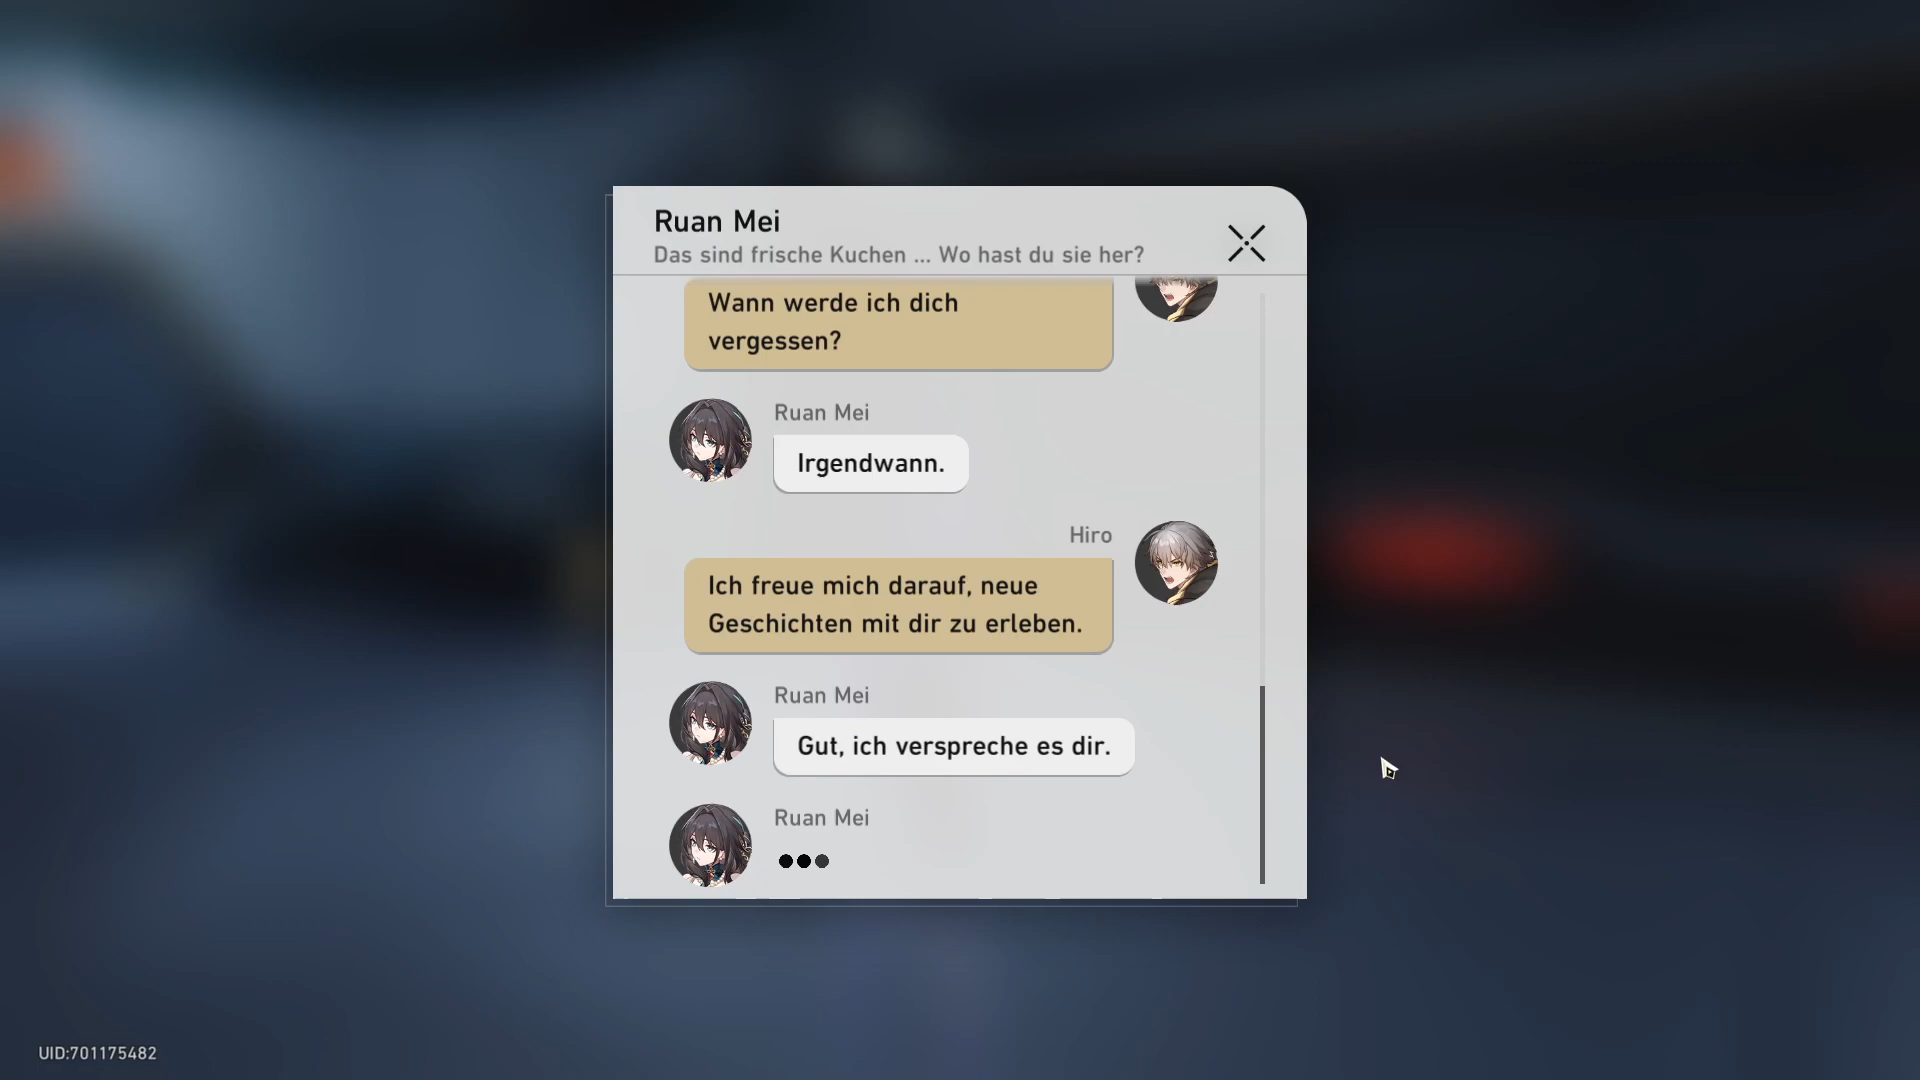 Ruan Mei
Das sind frische Kuchen ... Wo hast du sie her?
Wann werde ich dich
vergessen?
Ruan Mei
Irgendwann.
Hiro
Ich freue mich darauf, neue
Geschichten mit dir zu erleben.
Ruan Mei
Gut, ich verspreche es dir.
Ruan Mei
UID:701175482